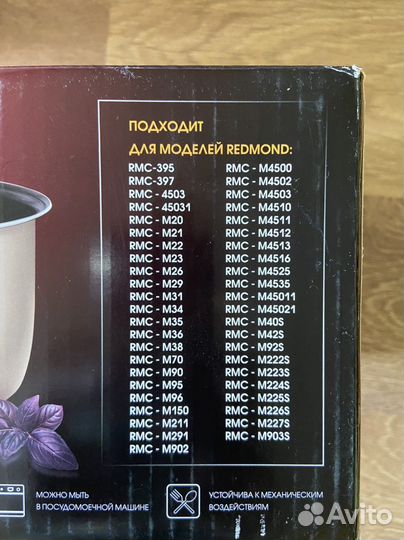 ПОДХОДИТ
ДЛЯ МОДЕЛЕЙ REDMOND:
RMC-395
RMC-397
RMC - 4503
RMC - 45031
RMC - M20
RMC - M21
RMC - M22
RMC - M23
RMC - M26
RMC - M29
RMC - M31
RMC - M34
RMC - M35
RMC - M36
RMC - M38
RMC - M70
RMC - M90
RMC - M95
RMC - M96
RMC - M150
RMC - M211
RMC - M291
RMC - M902
RMC - M4500
RMC - M4502
RMC - M4503
RMC - M4510
RMC - M4511
RMC - M4512
RMC - M4513
RMC - M4516
RMC - M4525
RMC - M4535
RMC - M45011
RMC - M45021
RMC - M40S
RMC - M42S
RMC - M92S
RMC - M222S
RMC - M223S
RMC - M224S
RMC - M225S
RMC - M226S
RMC - M227S
RMC - M903S
МОЖНО МЫТЬ
В ПОСУДОМОЕЧНОЙ МАШИНЕ
УСТОЙЧИВА К МЕХАНИЧЕСКИМ
ВОЗДЕЙСТВИЯМ
Avito